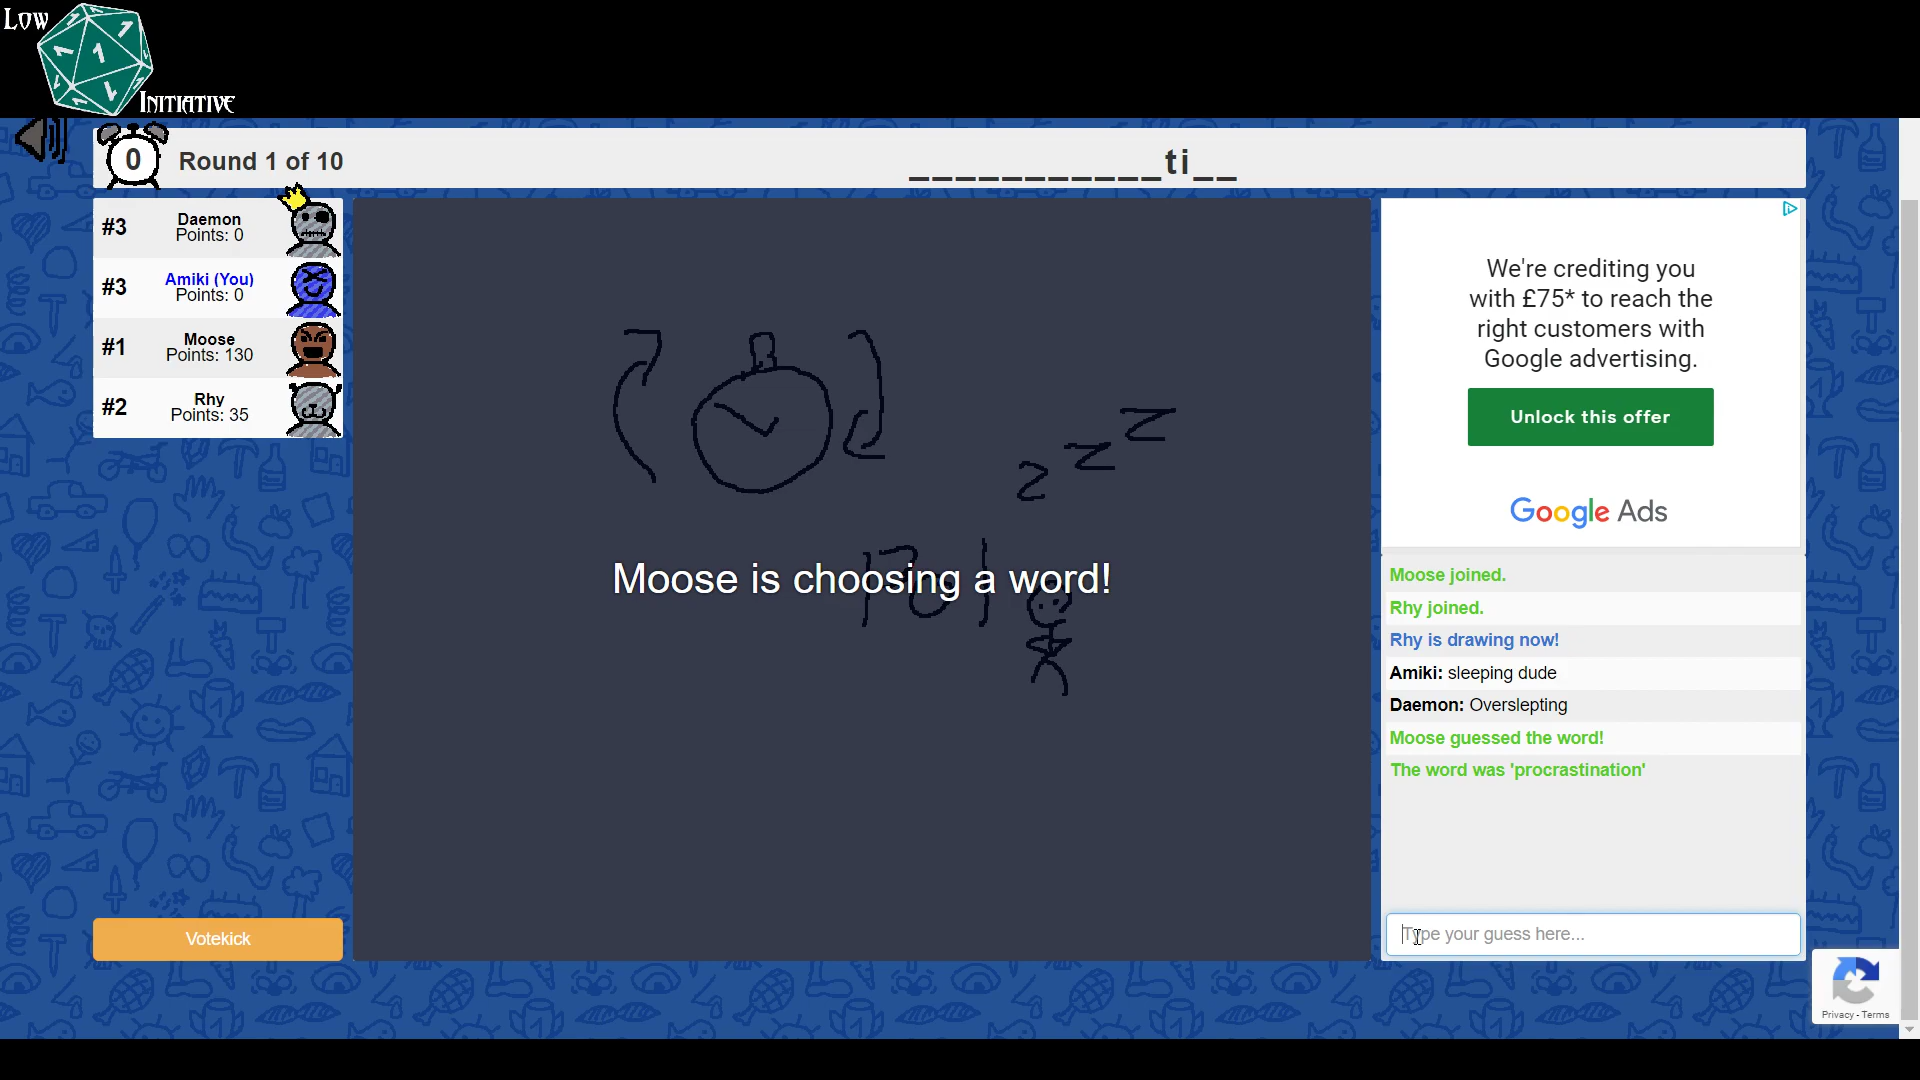 Low
1
1
1
1
Initiative
0
Round 1 of 10
___________ti__
#3
Daemon
Points: 0
#3
Amiki (You)
Points: 0
#1
Moose
Points: 130
#2
Rhy
Points: 35
z z z
Moose is choosing a word!
Votekick
We're crediting you
with £75* to reach the
right customers with
Google advertising.
Unlock this offer
Google Ads
Moose joined.
Rhy joined.
Rhy is drawing now!
Amiki: sleeping dude
Daemon: Overslepting
Moose guessed the word!
The word was 'procrastination'
Type your guess here...
Privacy - Terms